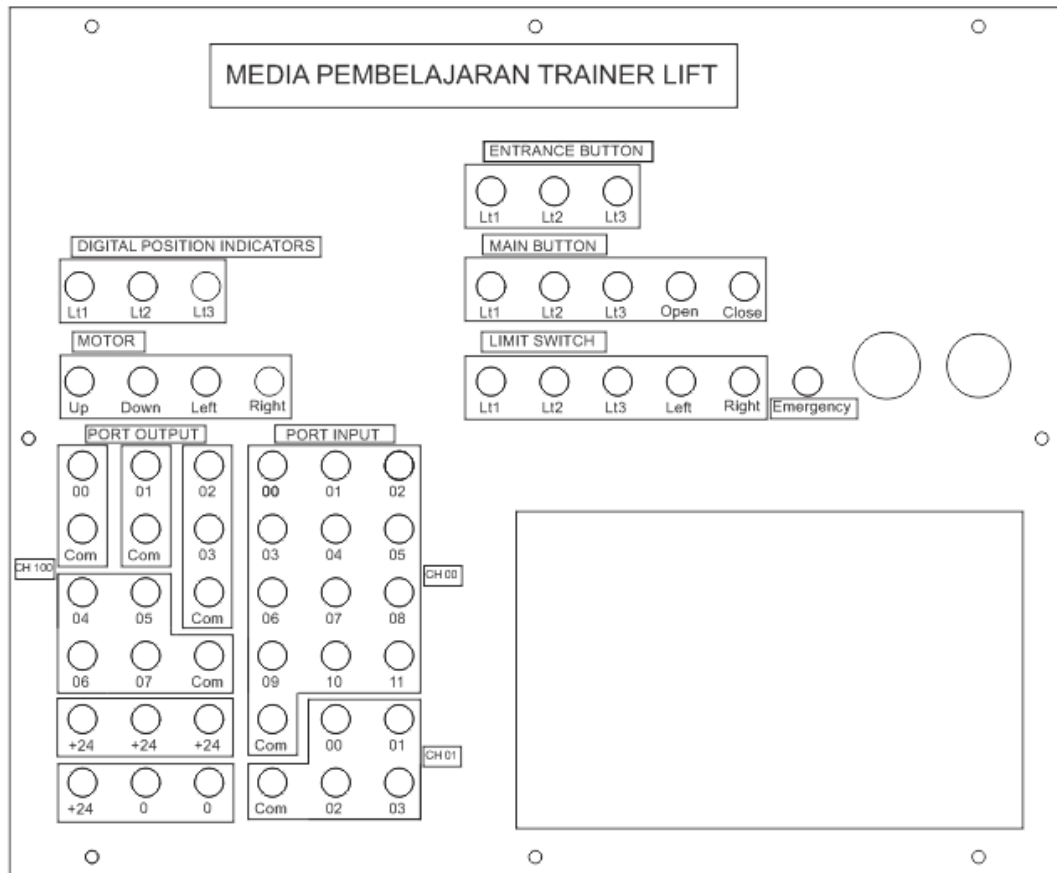 MEDIA PEMBELAJARAN TRAINER LIFT
ENTRANCE BUTTON
Lt1 Lt2 Lt3
DIGITAL POSITION INDICATORS
Lt1 Lt2 Lt3
MAIN BUTTON
Lt1 Lt2 Lt3 Open Close
MOTOR
Up Down Left Right
LIMIT SWITCH
Lt1 Lt2 Lt3 Left Right Emergency
PORT OUTPUT
00 01 02
Com Com 03
CH 100
04 05 Com
06 07 Com
+24 +24 +24
+24 0 0
PORT INPUT
00 01 02
03 04 05
CH 00
06 07 08
09 10 11
Com 00 01
CH 01
Com 02 03